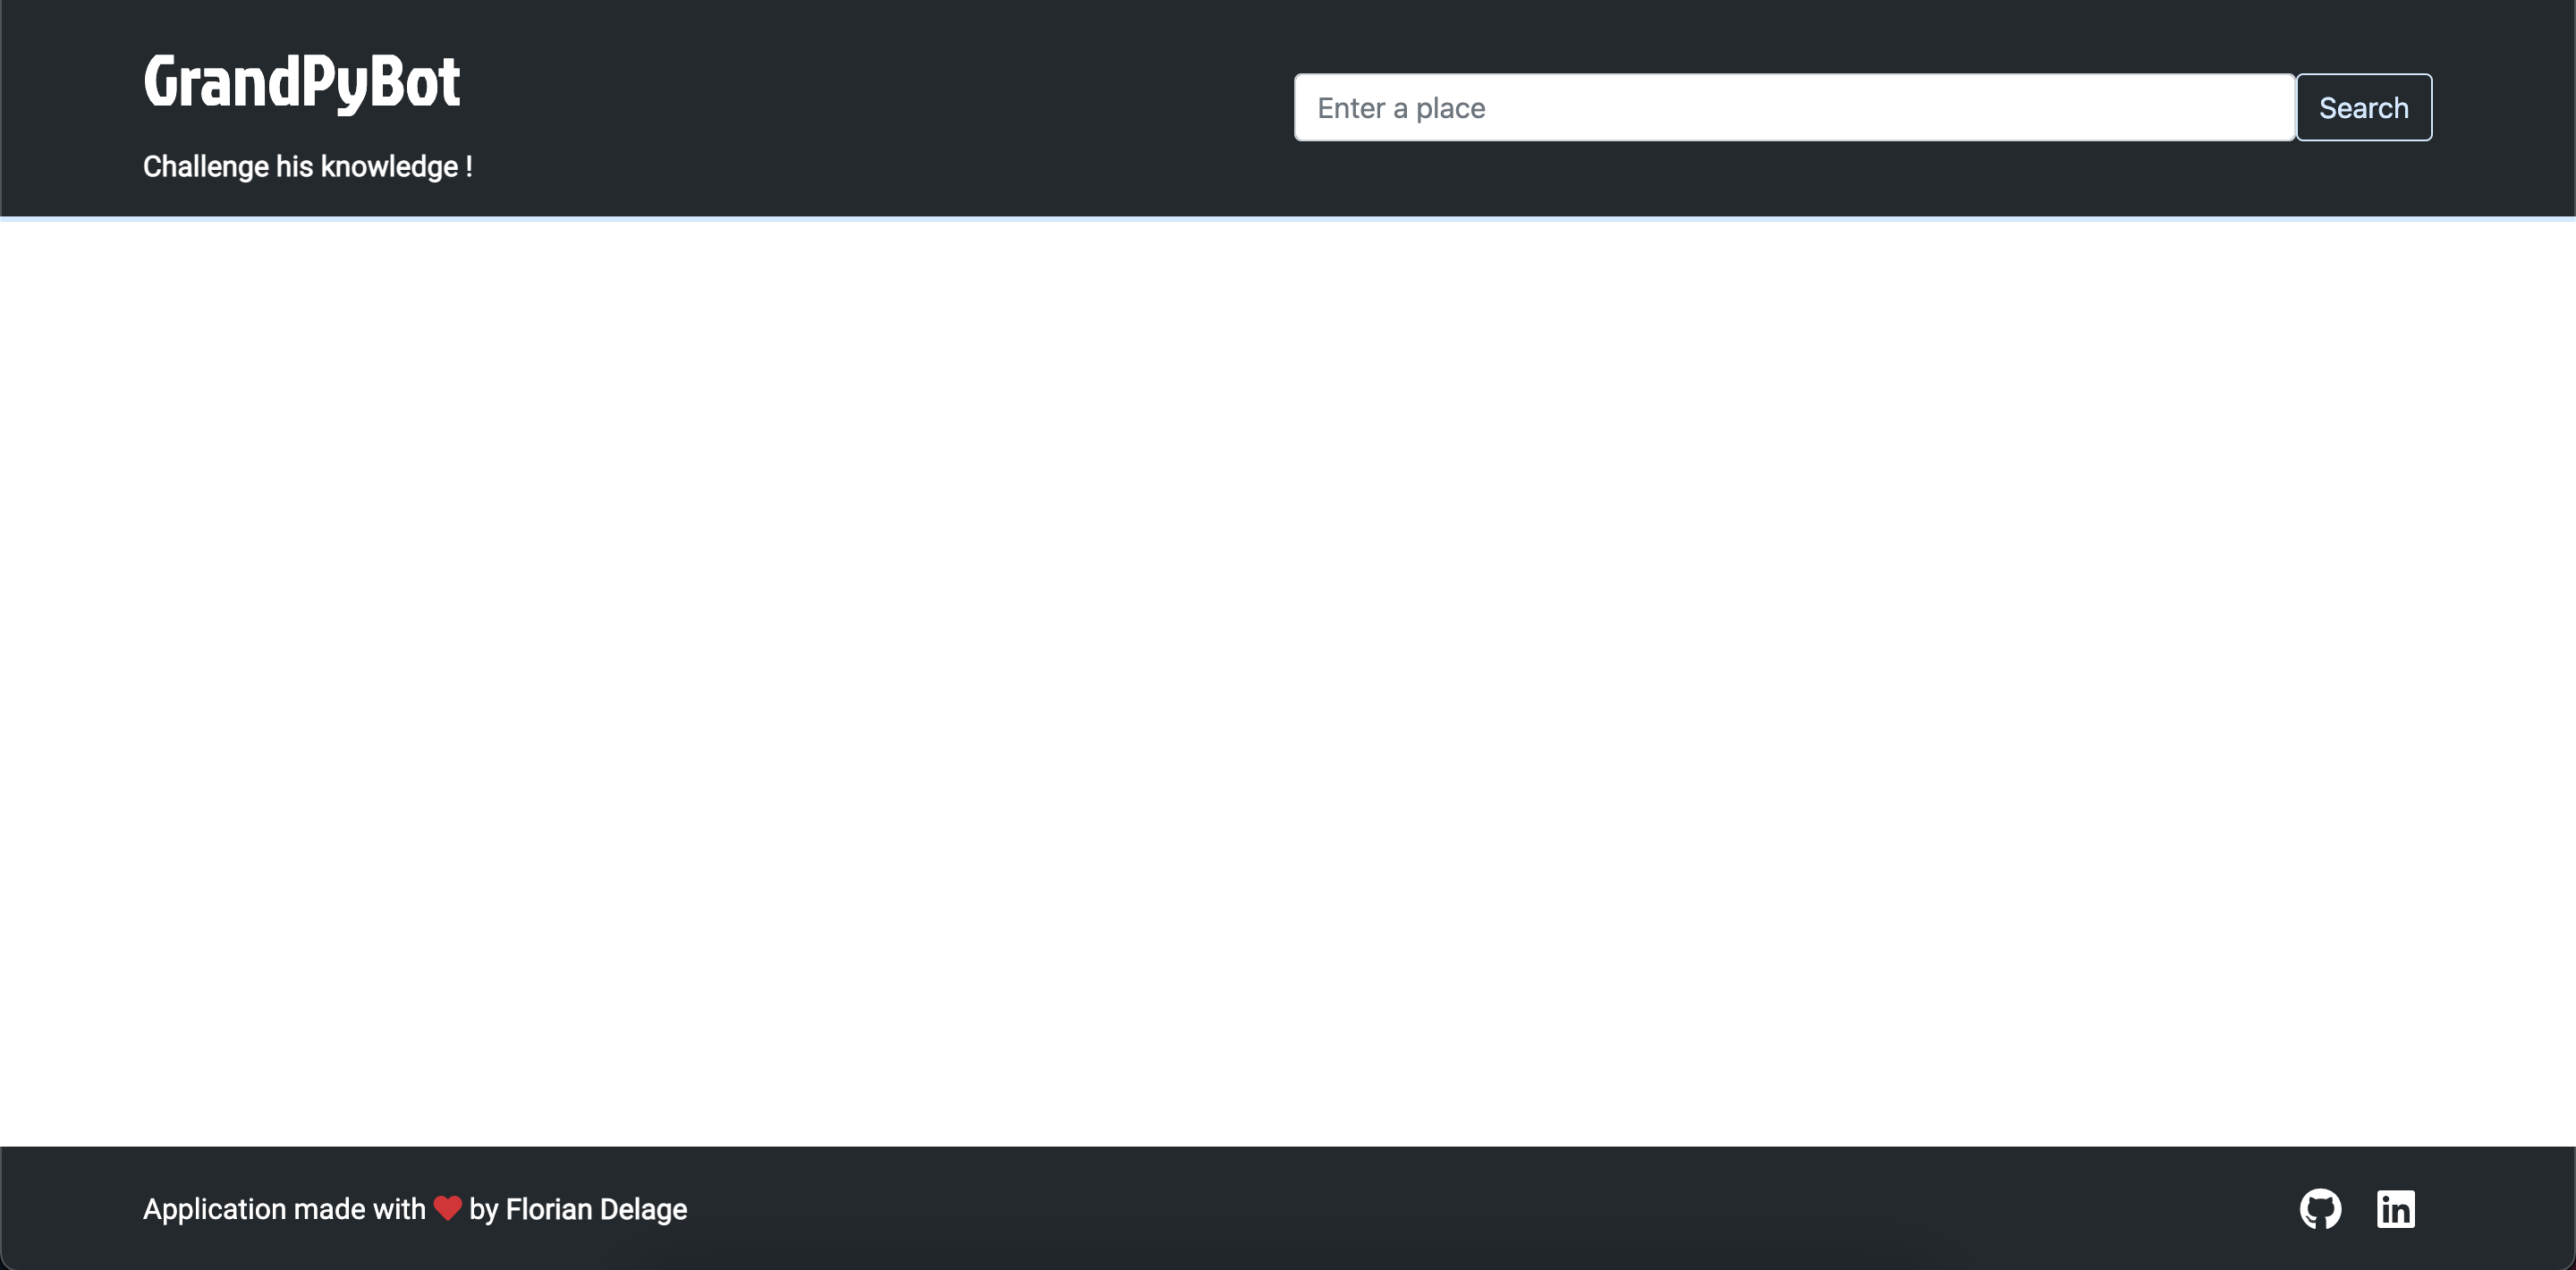 GrandPyBot
Challenge his knowledge !
Enter a place
Search
Application made with by Florian Delage
in